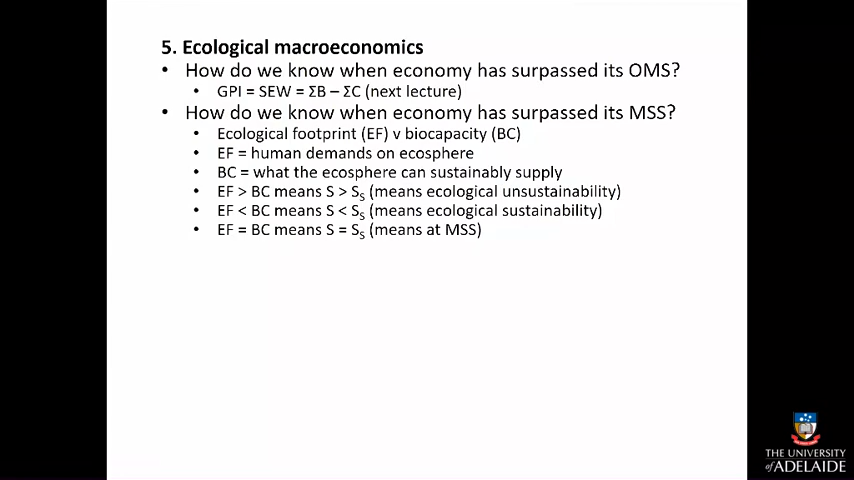 5. Ecological macroeconomics
• How do we know when economy has surpassed its OMS?
• GPI = SEW = ΣB – ΣC (next lecture)
• How do we know when economy has surpassed its MSS?
• Ecological footprint (EF) v biocapacity (BC)
• EF = human demands on ecosphere
• BC = what the ecosphere can sustainably supply
• EF > BC means S > S_S (means ecological unsustainability)
• EF < BC means S < S_S (means ecological sustainability)
• EF = BC means S = S_S (means at MSS)
THE UNIVERSITY
of ADELAIDE